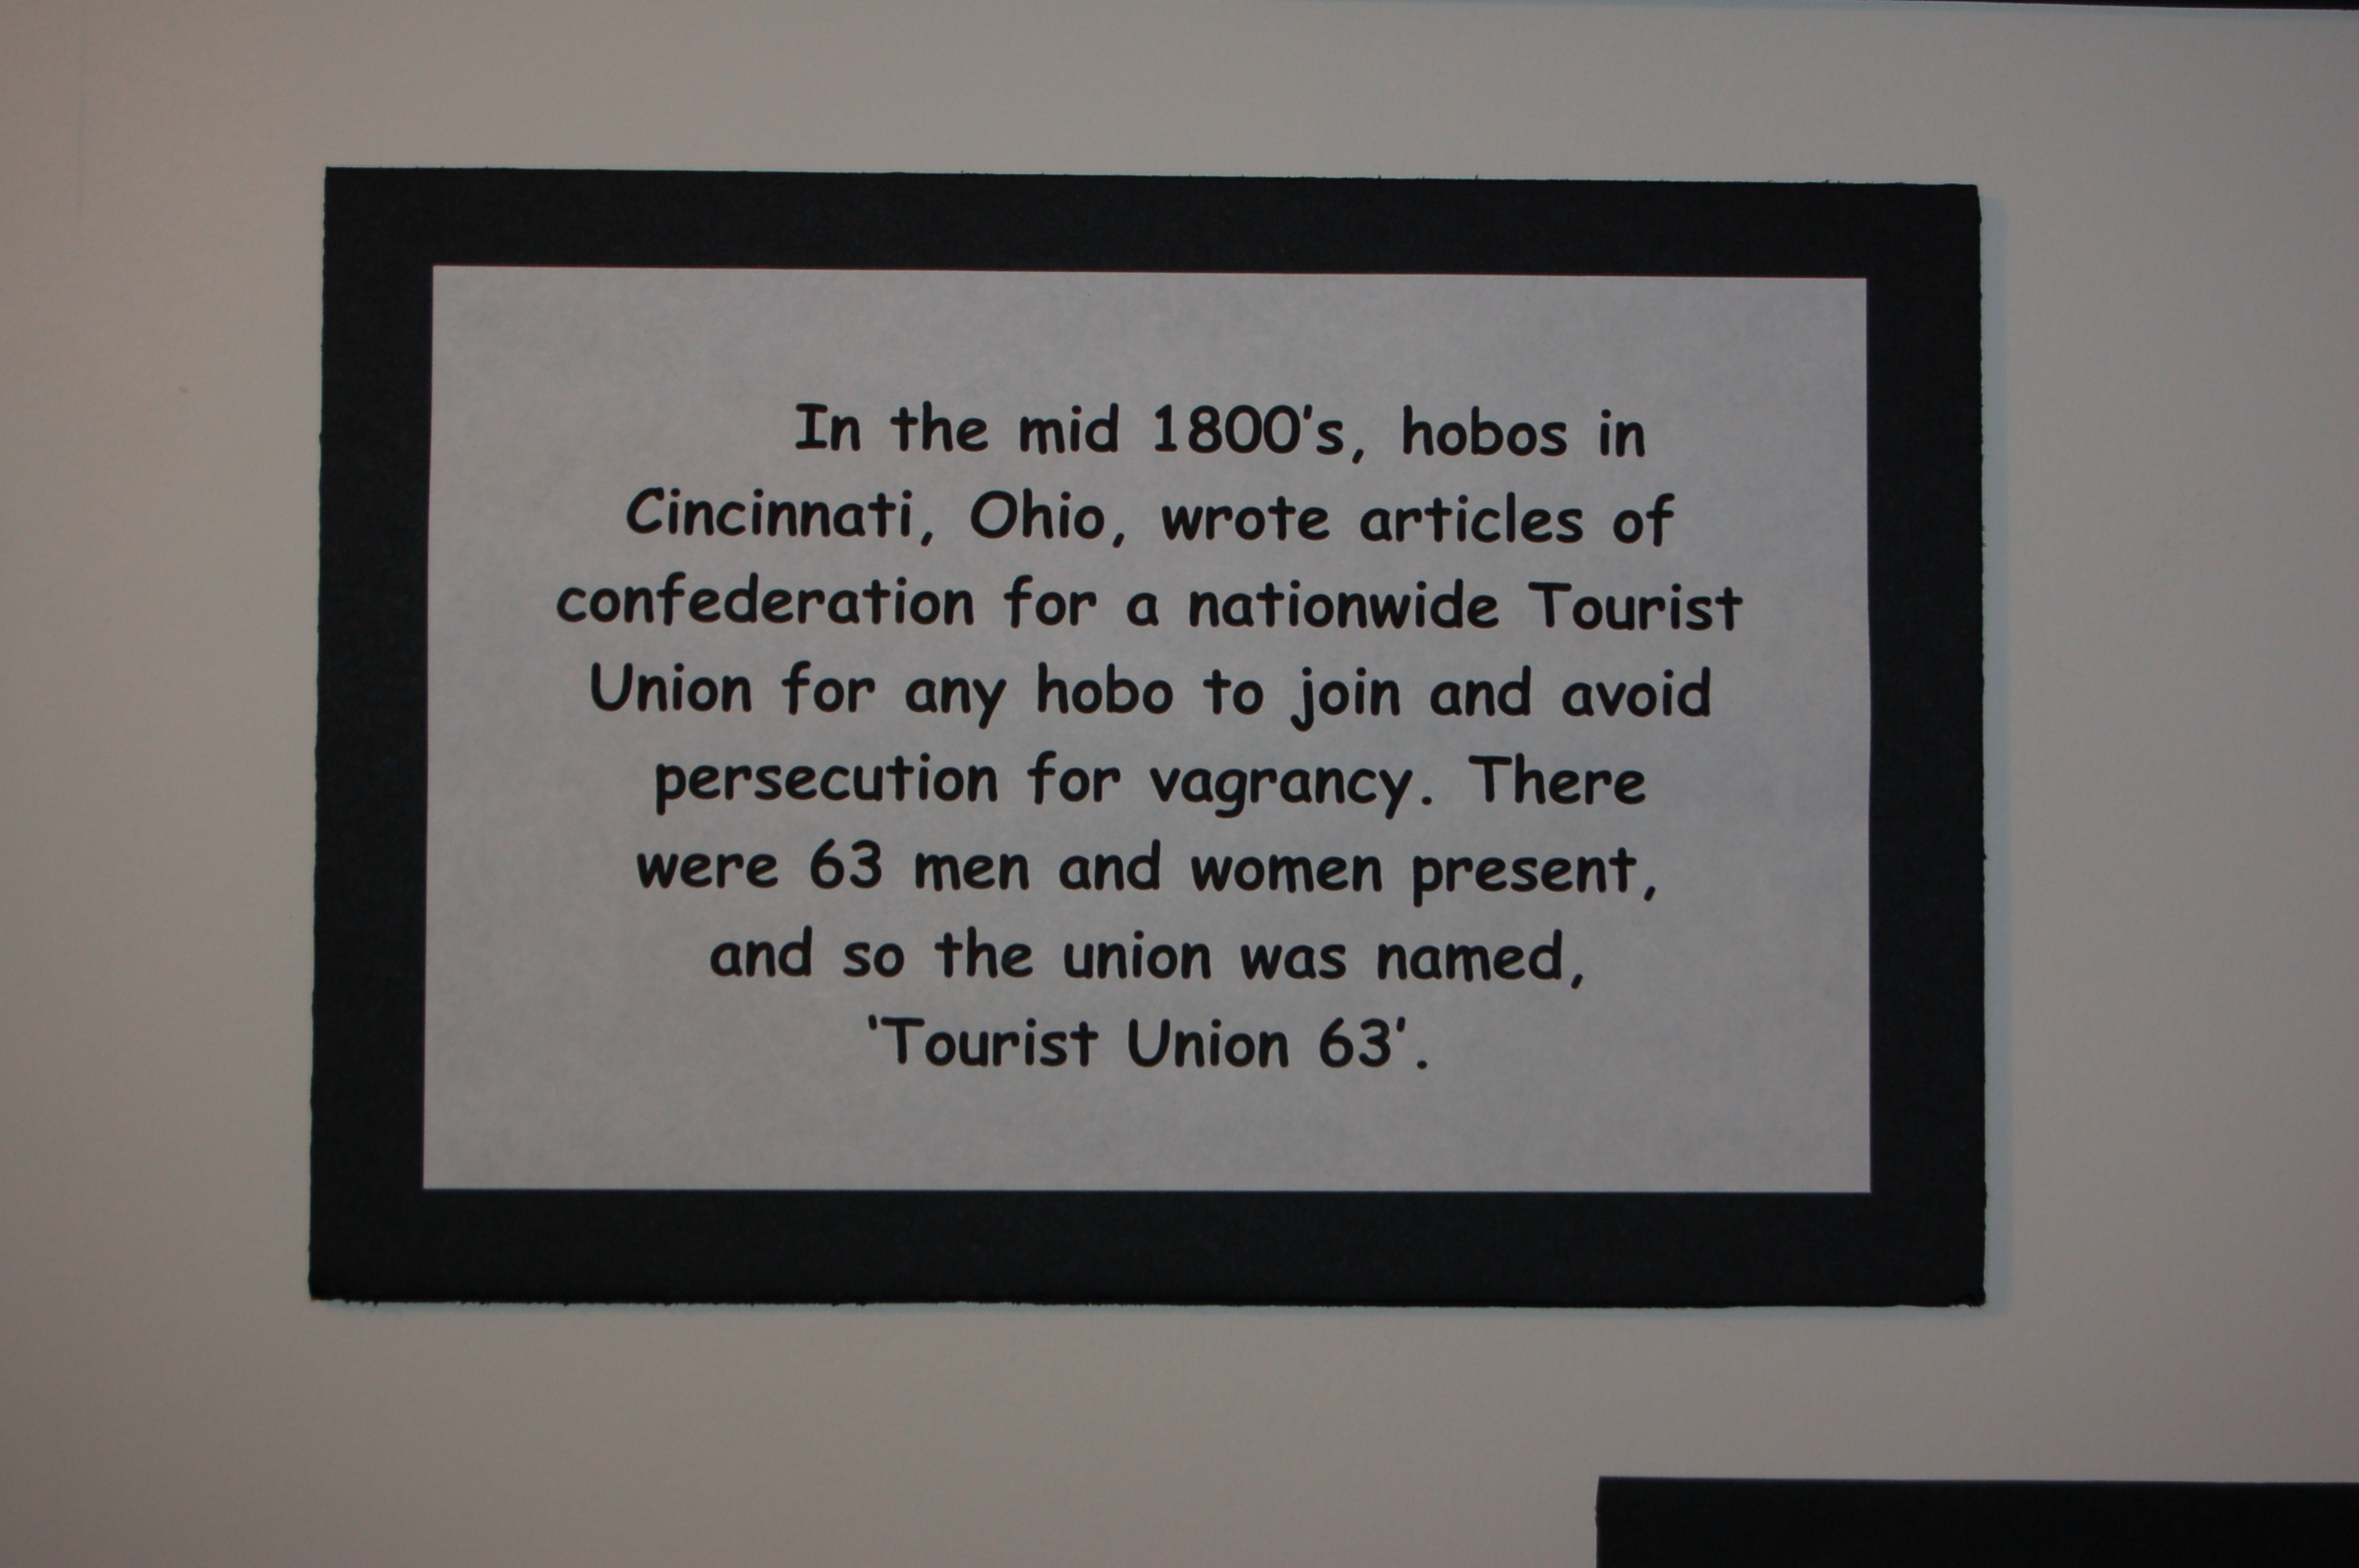 In the mid 1800's, hobos in
Cincinnati, Ohio, wrote articles of
confederation for a nationwide Tourist
Union for any hobo to join and avoid
persecution for vagrancy. There
were 63 men and women present,
and so the union was named,
'Tourist Union 63'.